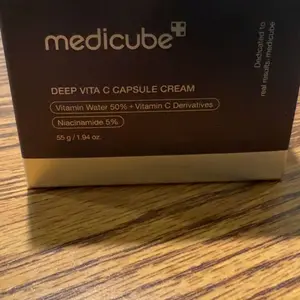 medicube
DEEP VITA C CAPSULE CREAM
Vitamin Water 50% + Vitamin C Derivatives
Niacinamide 5%
55 g / 1.94 oz.
Dedicated to
real results, medicube